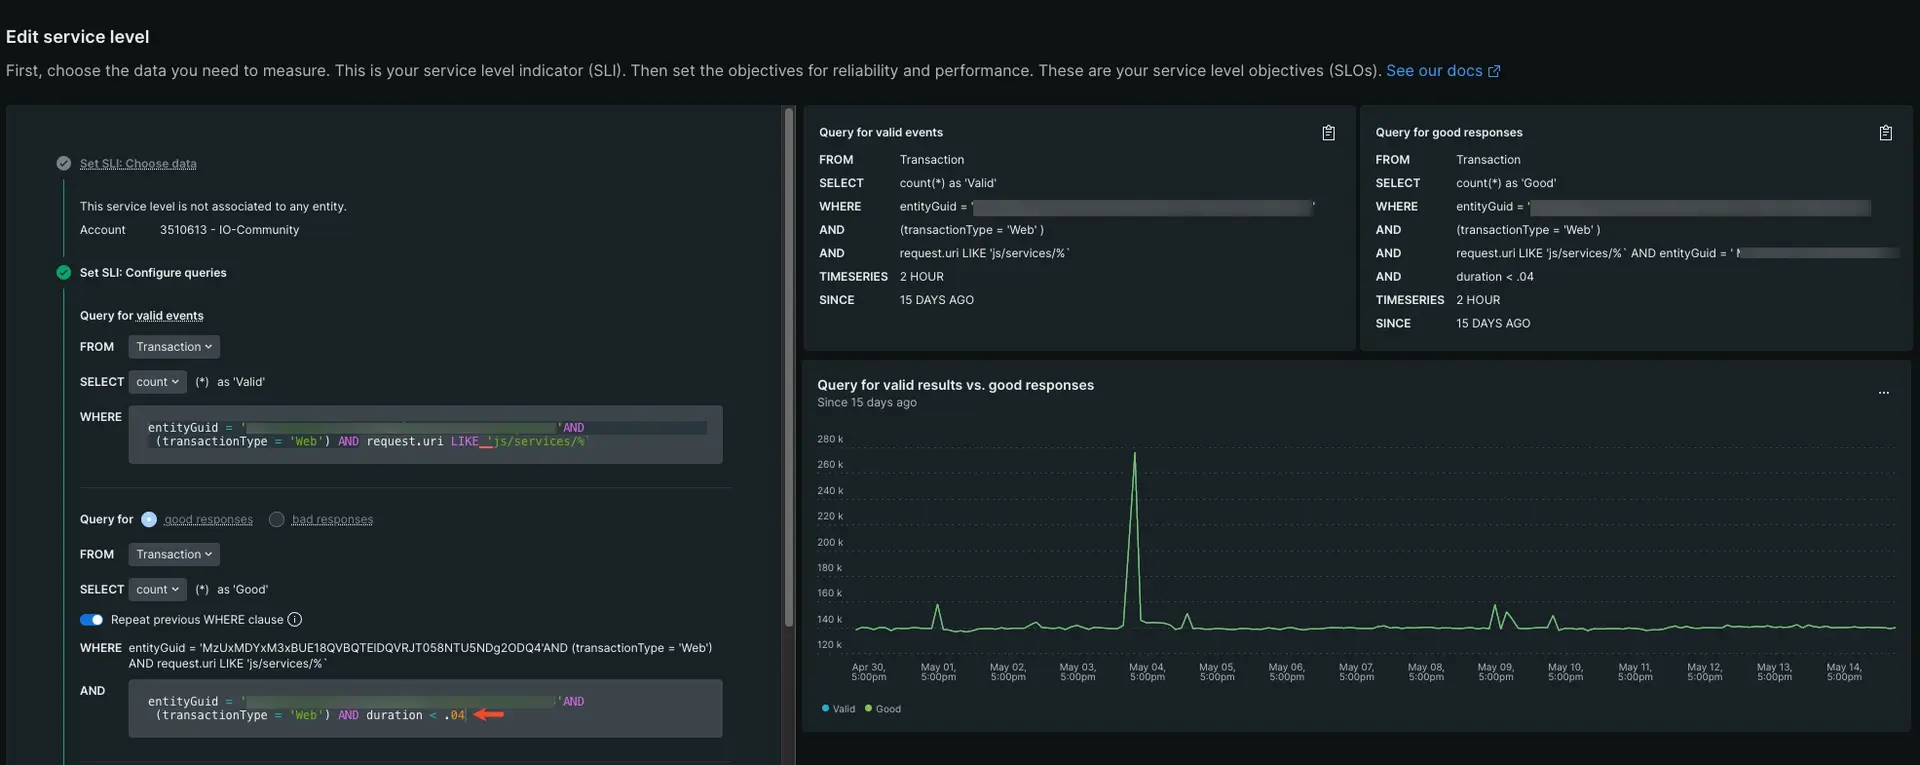 Edit service level
First, choose the data you need to measure. This is your service level indicator (SLI). Then set the objectives for reliability and performance. These are your service level objectives (SLOs). See our docs
Set SLI: Choose data
This service level is not associated to any entity.
Account 3510613 - IO-Community
Set SLI: Configure queries
Query for valid events
FROM Transaction
SELECT count (*) as 'Valid'
WHERE
entityGuid = ' 'AND
(transactionType = 'Web') AND request.uri LIKE 'js/services/%`
Query for good responses bad responses
FROM Transaction
SELECT count (*) as 'Good'
Repeat previous WHERE clause
WHERE entityGuid = 'MzUxMDYxM3xBUE18QVBQTElDQVRJT058NTU5NDg2ODQ4'AND (transactionType = 'Web')
AND request.uri LIKE 'js/services/%`
AND
entityGuid = ' 'AND
(transactionType = 'Web') AND duration < .04
Query for valid events
FROM Transaction
SELECT count(*) as 'Valid'
WHERE entityGuid = ' '
AND (transactionType = 'Web' )
AND request.uri LIKE 'js/services/%`
TIMESERIES 2 HOUR
SINCE 15 DAYS AGO
Query for good responses
FROM Transaction
SELECT count(*) as 'Good'
WHERE entityGuid = '
AND (transactionType = 'Web' )
AND request.uri LIKE 'js/services/%` AND entityGuid = '
AND duration < .04
TIMESERIES 2 HOUR
SINCE 15 DAYS AGO
Query for valid results vs. good responses
Since 15 days ago
280 k
260 k
240 k
220 k
200 k
180 k
160 k
140 k
120 k
Apr 30, May 01, May 02, May 03, May 04, May 05, May 06, May 07, May 08, May 09, May 10, May 11, May 12, May 13, May 14,
5:00pm 5:00pm 5:00pm 5:00pm 5:00pm 5:00pm 5:00pm 5:00pm 5:00pm 5:00pm 5:00pm 5:00pm 5:00pm 5:00pm 5:00pm
Valid Good